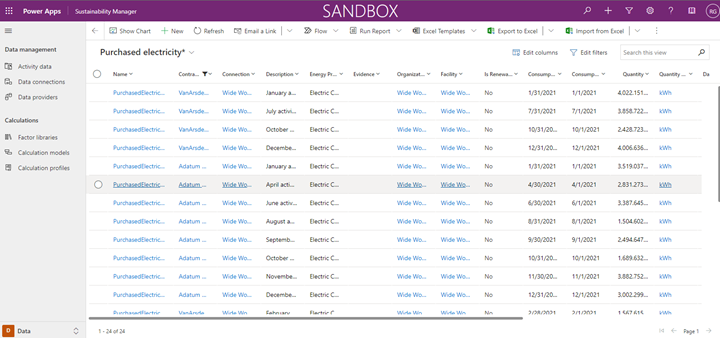 Power Apps Sustainability Manager SANDBOX RG
Show Chart + New Refresh Email a Link Flow Run Report Excel Templates Export to Excel Import from Excel
Data management
Activity data
Data connections
Data providers
Calculations
Factor libraries
Calculation models
Calculation profiles
Purchased electricity* Edit columns Edit filters Search this view
Name Contra... Connection Description Energy Pr... Evidence Organizat... Facility Is Renewa... Consump... Consump... Quantity Quantity ... Da
PurchasedElectric... VanArsde... Wide Wo... January a... Electric C... Wide Wo... Wide Wo... No 1/31/2021 1/1/2021 4.022.151... kWh
PurchasedElectric... VanArsde... Wide Wo... July activi... Electric C... Wide Wo... Wide Wo... No 7/31/2021 7/1/2021 3.858.722... kWh
PurchasedElectric... VanArsde... Wide Wo... October ... Electric C... Wide Wo... Wide Wo... No 10/31/20... 10/1/2021 2.428.723... kWh
PurchasedElectric... VanArsde... Wide Wo... Decembe... Electric C... Wide Wo... Wide Wo... No 12/31/20... 12/1/2021 4.006.636... kWh
PurchasedElectric... Adatum ... Wide Wo... January a... Electric C... Wide Wo... Wide Wo... No 1/31/2021 1/1/2021 3.519.037... kWh
PurchasedElectric... Adatum ... Wide Wo... April acti... Electric C... Wide Wo... Wide Wo... No 4/30/2021 4/1/2021 2.831.273... kWh
PurchasedElectric... Adatum ... Wide Wo... June activ... Electric C... Wide Wo... Wide Wo... No 6/30/2021 6/1/2021 3.387.645... kWh
PurchasedElectric... Adatum ... Wide Wo... August a... Electric C... Wide Wo... Wide Wo... No 8/31/2021 8/1/2021 1.504.602... kWh
PurchasedElectric... Adatum ... Wide Wo... Septemb... Electric C... Wide Wo... Wide Wo... No 9/30/2021 9/1/2021 2.494.647... kWh
PurchasedElectric... Adatum ... Wide Wo... October ... Electric C... Wide Wo... Wide Wo... No 10/31/20... 10/1/2021 1.689.632... kWh
PurchasedElectric... Adatum ... Wide Wo... Novembe... Electric C... Wide Wo... Wide Wo... No 11/30/20... 11/1/2021 3.882.752... kWh
PurchasedElectric... Adatum ... Wide Wo... Decembe... Electric C... Wide Wo... Wide Wo... No 12/31/20... 12/1/2021 3.002.299... kWh
PurchasedElectric... VanArsde... Wide Wo... February ... Electric C... Wide Wo... Wide Wo... No 2/28/2021 2/1/2021 1.567.615... kWh
D Data 1 - 24 of 24 Page 1